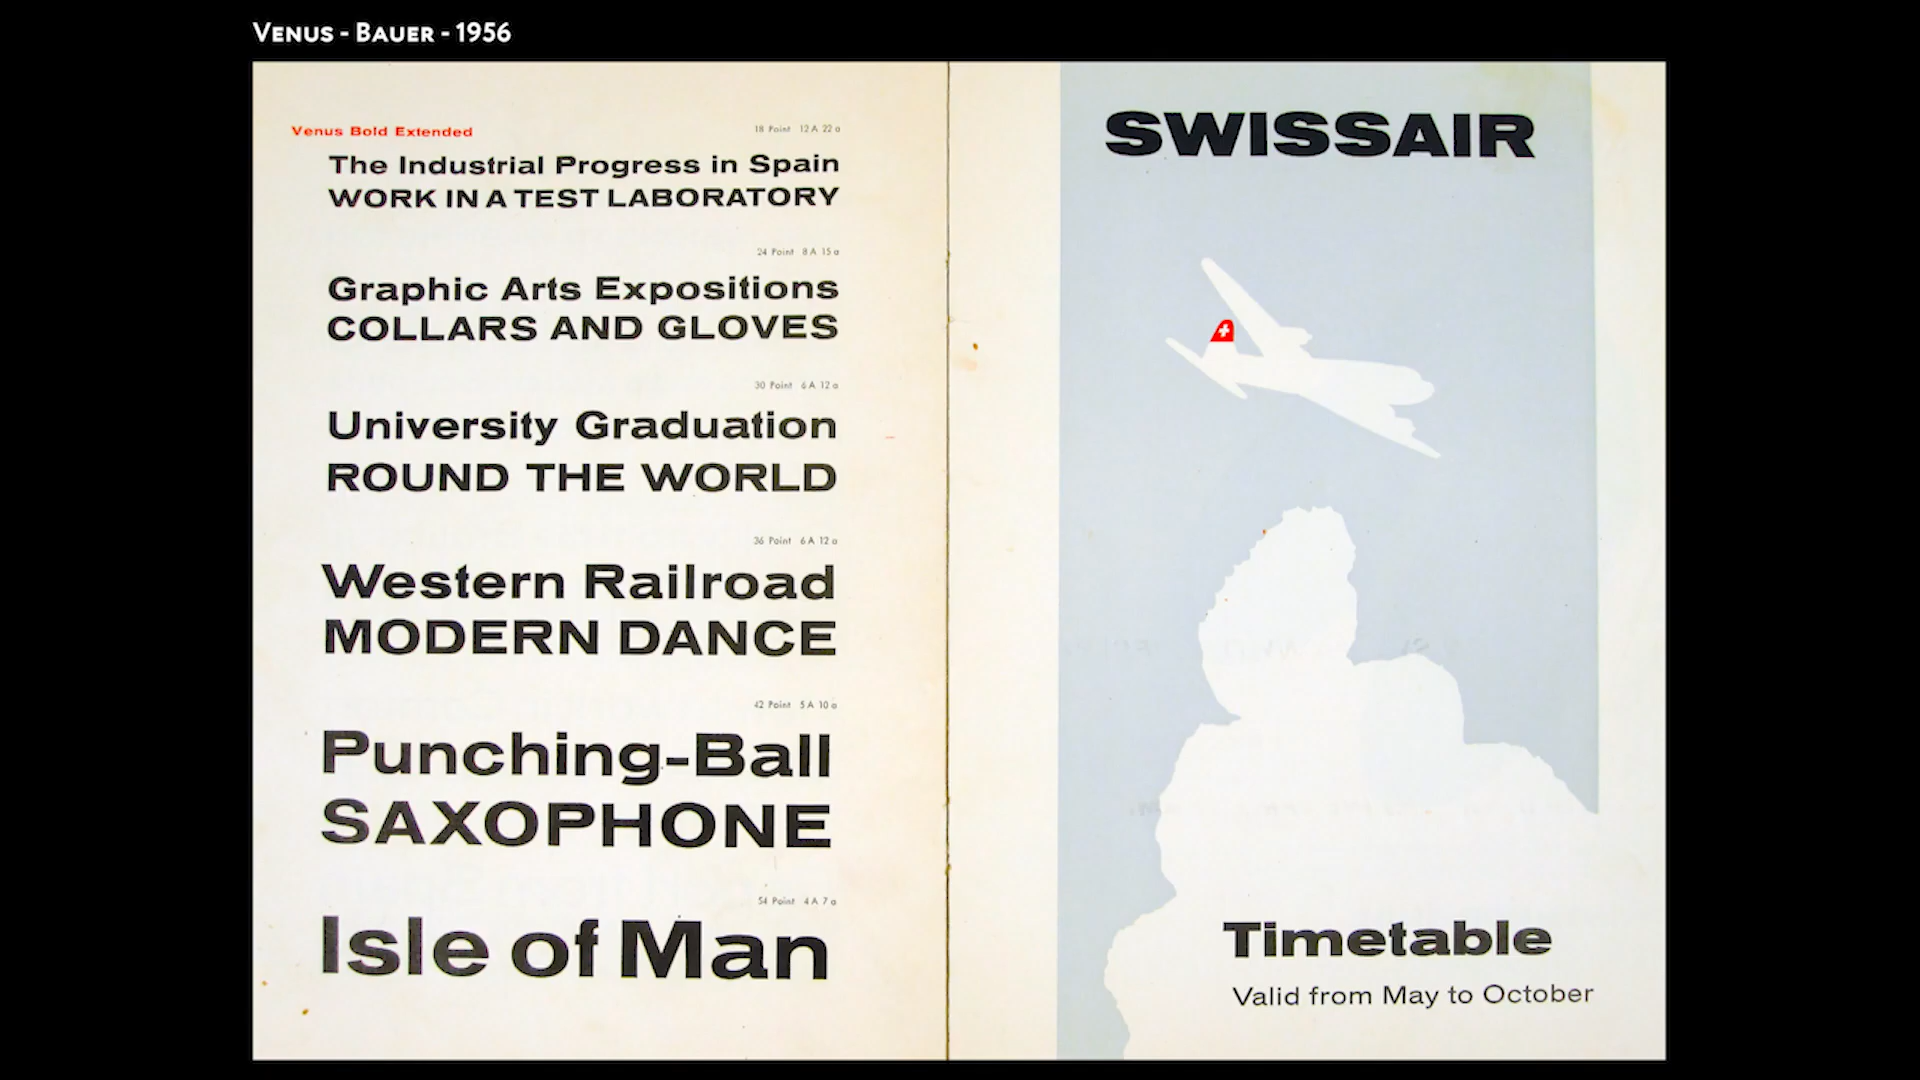 Venus - Bauer - 1956
Venus Bold Extended
18 Point 12 A 22 a
The Industrial Progress in Spain
WORK IN A TEST LABORATORY
24 Point 8 A 15 a
Graphic Arts Expositions
COLLARS AND GLOVES
30 Point 6 A 12 a
University Graduation
ROUND THE WORLD
36 Point 6 A 12 a
Western Railroad
MODERN DANCE
42 Point 5 A 10 a
Punching-Ball
SAXOPHONE
54 Point 4 A 7 a
Isle of Man
SWISSAIR
Timetable
Valid from May to October